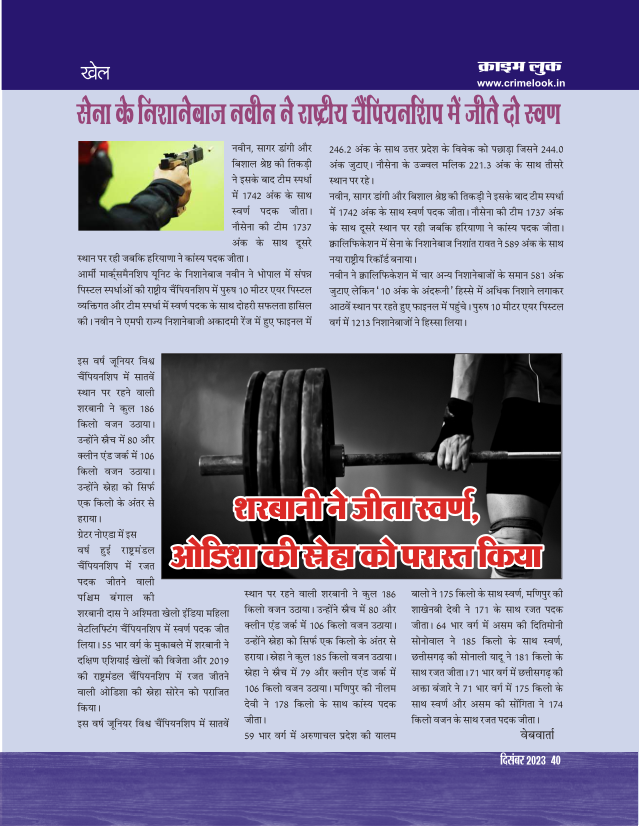 खेल
क्राइम लुक
www.crimelook.in
सेना के निशानेबाज नवीन ने राष्ट्रीय चैंपियनशिप में जीते दो स्वण
नवीन, सागर डांगी और
बिशाल श्रेष्ठ की तिकड़ी
ने इसके बाद टीम स्पर्धा
में 1742 अंक के साथ
स्वर्ण पदक जीता।
नौसेना की टीम 1737
अंक के साथ दूसरे
स्थान पर रही जबकि हरियाणा ने कांस्य पदक जीता।
आर्मी मार्क्समैनशिप यूनिट के निशानेबाज नवीन ने भोपाल में संपन्न
पिस्टल स्पर्धाओं की राष्ट्रीय चैंपियनशिप में पुरुष 10 मीटर एयर पिस्टल
व्यक्तिगत और टीम स्पर्धा में स्वर्ण पदक के साथ दोहरी सफलता हासिल
की। नवीन ने एमपी राज्य निशानेबाजी अकादमी रेंज में हुए फाइनल में
246.2 अंक के साथ उत्तर प्रदेश के विवेक को पछाड़ा जिसने 244.0
अंक जुटाए। नौसेना के उज्ज्वल मलिक 221.3 अंक के साथ तीसरे
स्थान पर रहे।
नवीन, सागर डांगी और बिशाल श्रेष्ठ की तिकड़ी ने इसके बाद टीम स्पर्धा
में 1742 अंक के साथ स्वर्ण पदक जीता। नौसेना की टीम 1737 अंक
के साथ दूसरे स्थान पर रही जबकि हरियाणा ने कांस्य पदक जीता।
क्वालिफिकेशन में सेना के निशानेबाज निशांत रावत ने 589 अंक के साथ
नया राष्ट्रीय रिकॉर्ड बनाया।
नवीन ने क्वालिफिकेशन में चार अन्य निशानेबाजों के समान 581 अंक
जुटाए लेकिन '10 अंक के अंदरूनी' हिस्से में अधिक निशाने लगाकर
आठवें स्थान पर रहते हुए फाइनल में पहुंचे। पुरुष 10 मीटर एयर पिस्टल
वर्ग में 1213 निशानेबाजों ने हिस्सा लिया।
शरबानी ने जीता स्वर्ण,
ओडिशा की स्नेहा को परास्त किया
इस वर्ष जूनियर विश्व
चैंपियनशिप में सातवें
स्थान पर रहने वाली
शरबानी ने कुल 186
किलो वजन उठाया।
उन्होंने स्नैच में 80 और
क्लीन एंड जर्क में 106
किलो वजन उठाया।
उन्होंने स्नेहा को सिर्फ
एक किलो के अंतर से
हराया।
ग्रेटर नोएडा में इस
वर्ष हुई राष्ट्रमंडल
चैंपियनशिप में रजत
पदक जीतने वाली
पश्चिम बंगाल की
शरबानी दास ने अश्मिता खेलो इंडिया महिला
वेटलिफ्टिंग चैंपियनशिप में स्वर्ण पदक जीत
लिया। 55 भार वर्ग के मुकाबले में शरबानी ने
दक्षिण एशियाई खेलों की विजेता और 2019
की राष्ट्रमंडल चैंपियनशिप में रजत जीतने
वाली ओडिशा की स्नेहा सोरेन को पराजित
किया।
इस वर्ष जूनियर विश्व चैंपियनशिप में सातवें
स्थान पर रहने वाली शरबानी ने कुल 186
किलो वजन उठाया। उन्होंने स्नैच में 80 और
क्लीन एंड जर्क में 106 किलो वजन उठाया।
उन्होंने स्नेहा को सिर्फ एक किलो के अंतर से
हराया। स्नेहा ने कुल 185 किलो वजन उठाया।
स्नेहा ने स्नैच में 79 और क्लीन एंड जर्क में
106 किलो वजन उठाया। मणिपुर की नीलम
देवी ने 178 किलो के साथ कांस्य पदक
जीता।
59 भार वर्ग में अरुणाचल प्रदेश की यालम
बालो ने 175 किलो के साथ स्वर्ण, मणिपुर की
शाखेनबी देवी ने 171 के साथ रजत पदक
जीता। 64 भार वर्ग में असम की दितिमोनी
सोनोवाल ने 185 किलो के साथ स्वर्ण,
छत्तीसगढ़ की सोनाली यादू ने 181 किलो के
साथ रजत जीता। 71 भार वर्ग में छत्तीसगढ़ की
अक्ता बंजारे ने 71 भार वर्ग में 175 किलो के
साथ स्वर्ण और असम की सोंगिता ने 174
किलो वजन के साथ रजत पदक जीता।
वेबवार्ता
दिसंबर 2023 40